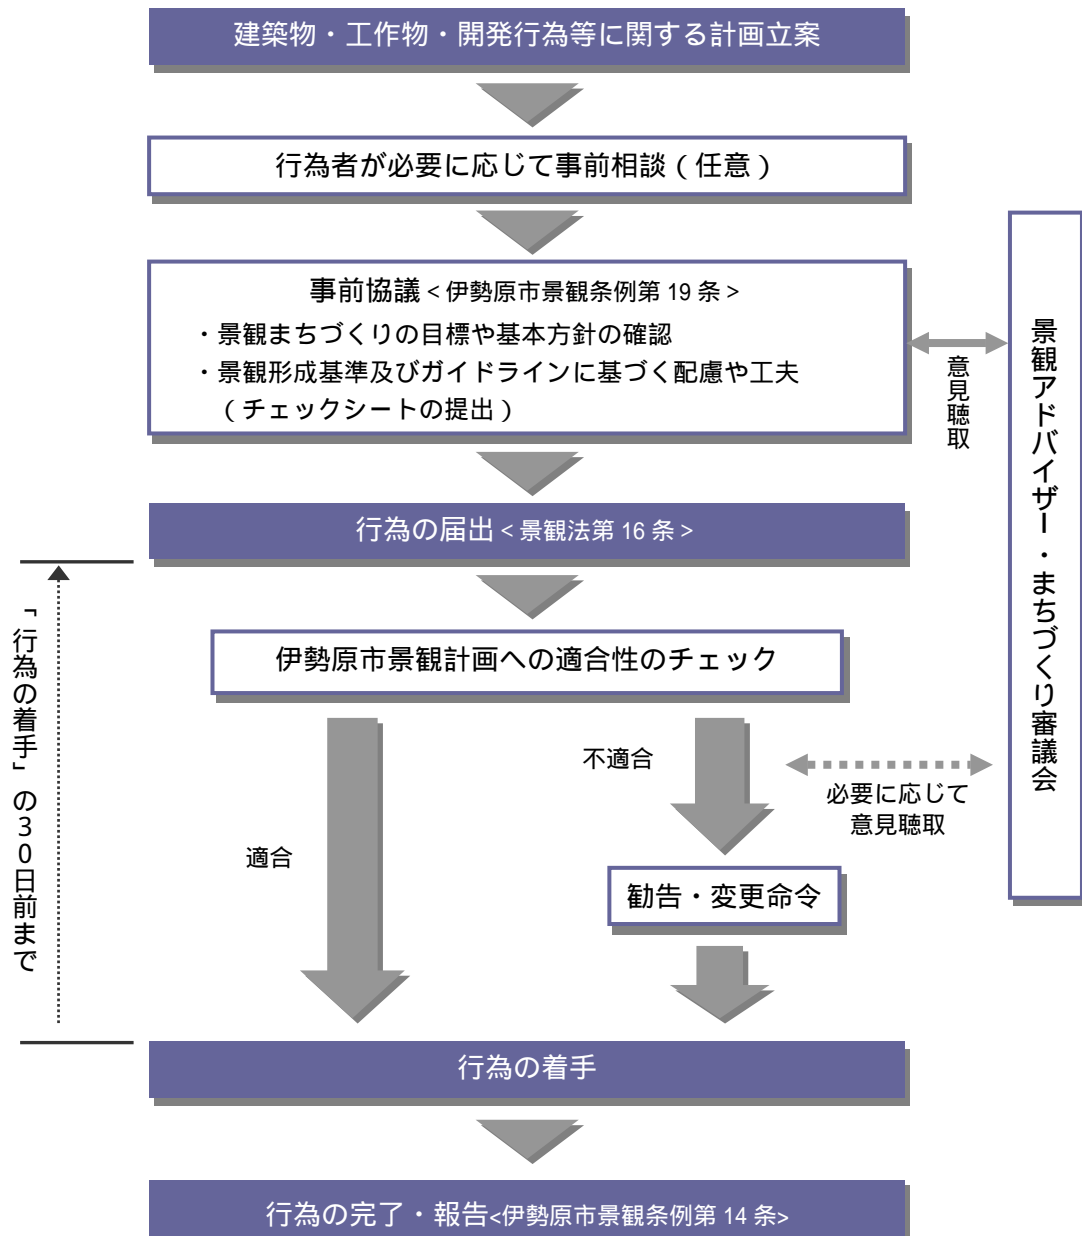 建築物・工作物・開発行為等に関する計画立案
行為者が必要に応じて事前相談（任意）
事前協議＜伊勢原市景観条例第 19 条＞
・景観まちづくりの目標や基本方針の確認
・景観形成基準及びガイドラインに基づく配慮や工夫
（チェックシートの提出）
意見聴取
景観アドバイザー・まちづくり審議会
行為の届出＜景観法第 16 条＞
「行為の着手」の３０日前まで
伊勢原市景観計画への適合性のチェック
不適合
必要に応じて
意見聴取
適合
勧告・変更命令
行為の着手
行為の完了・報告<伊勢原市景観条例第 14 条>